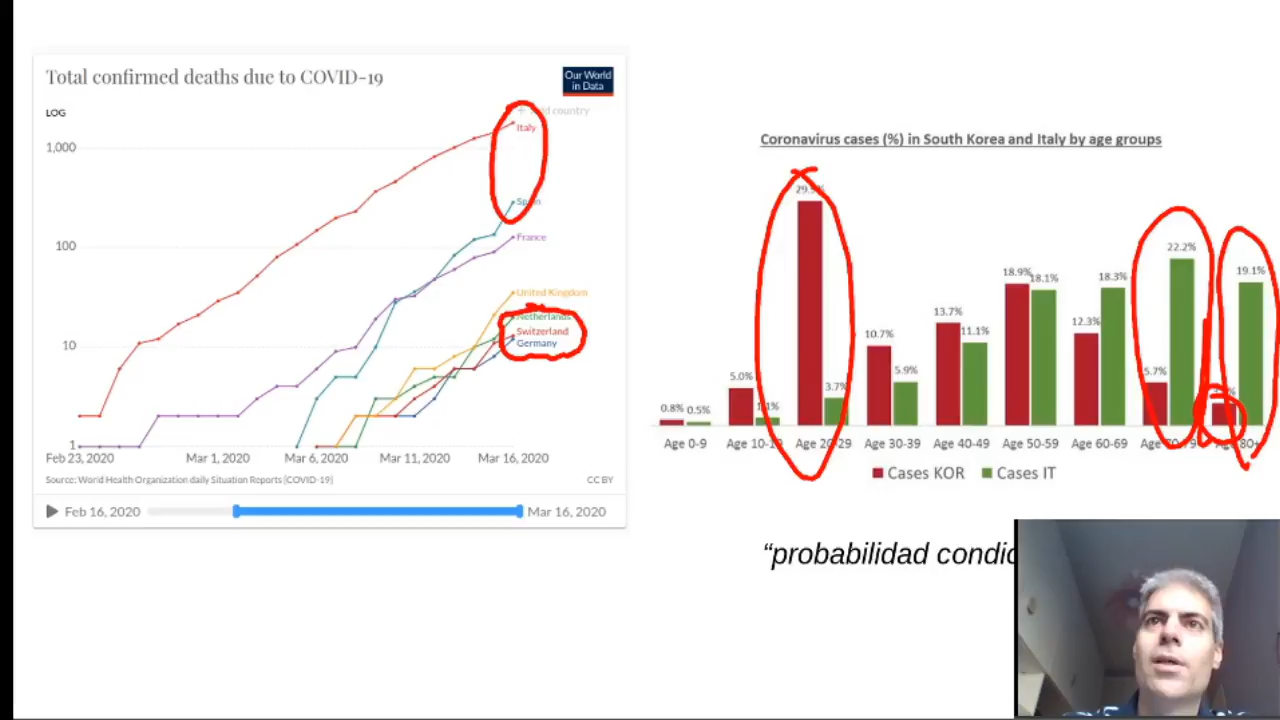 Total confirmed deaths due to COVID-19
Our World
in Data
LOG
country
Italy
1,000
Spain
100
France
United Kingdom
Netherlands
Switzerland
Germany
10
1
Feb 23, 2020 Mar 1, 2020 Mar 6, 2020 Mar 11, 2020 Mar 16, 2020
Source: World Health Organization daily Situation Reports (COVID-19) CC BY
Feb 16, 2020 Mar 16, 2020
Coronavirus cases (%) in South Korea and Italy by age groups
22.2%
19.1%
18.9% 18.1% 18.3%
13.7%
12.3%
10.7% 11.1%
5.0% 5.9% 5.7%
3.7%
0.8% 0.5%
Age 0-9 Age 20-29 Age 30-39 Age 40-49 Age 50-59 Age 60-69
Cases KOR Cases IT
“probabilidad